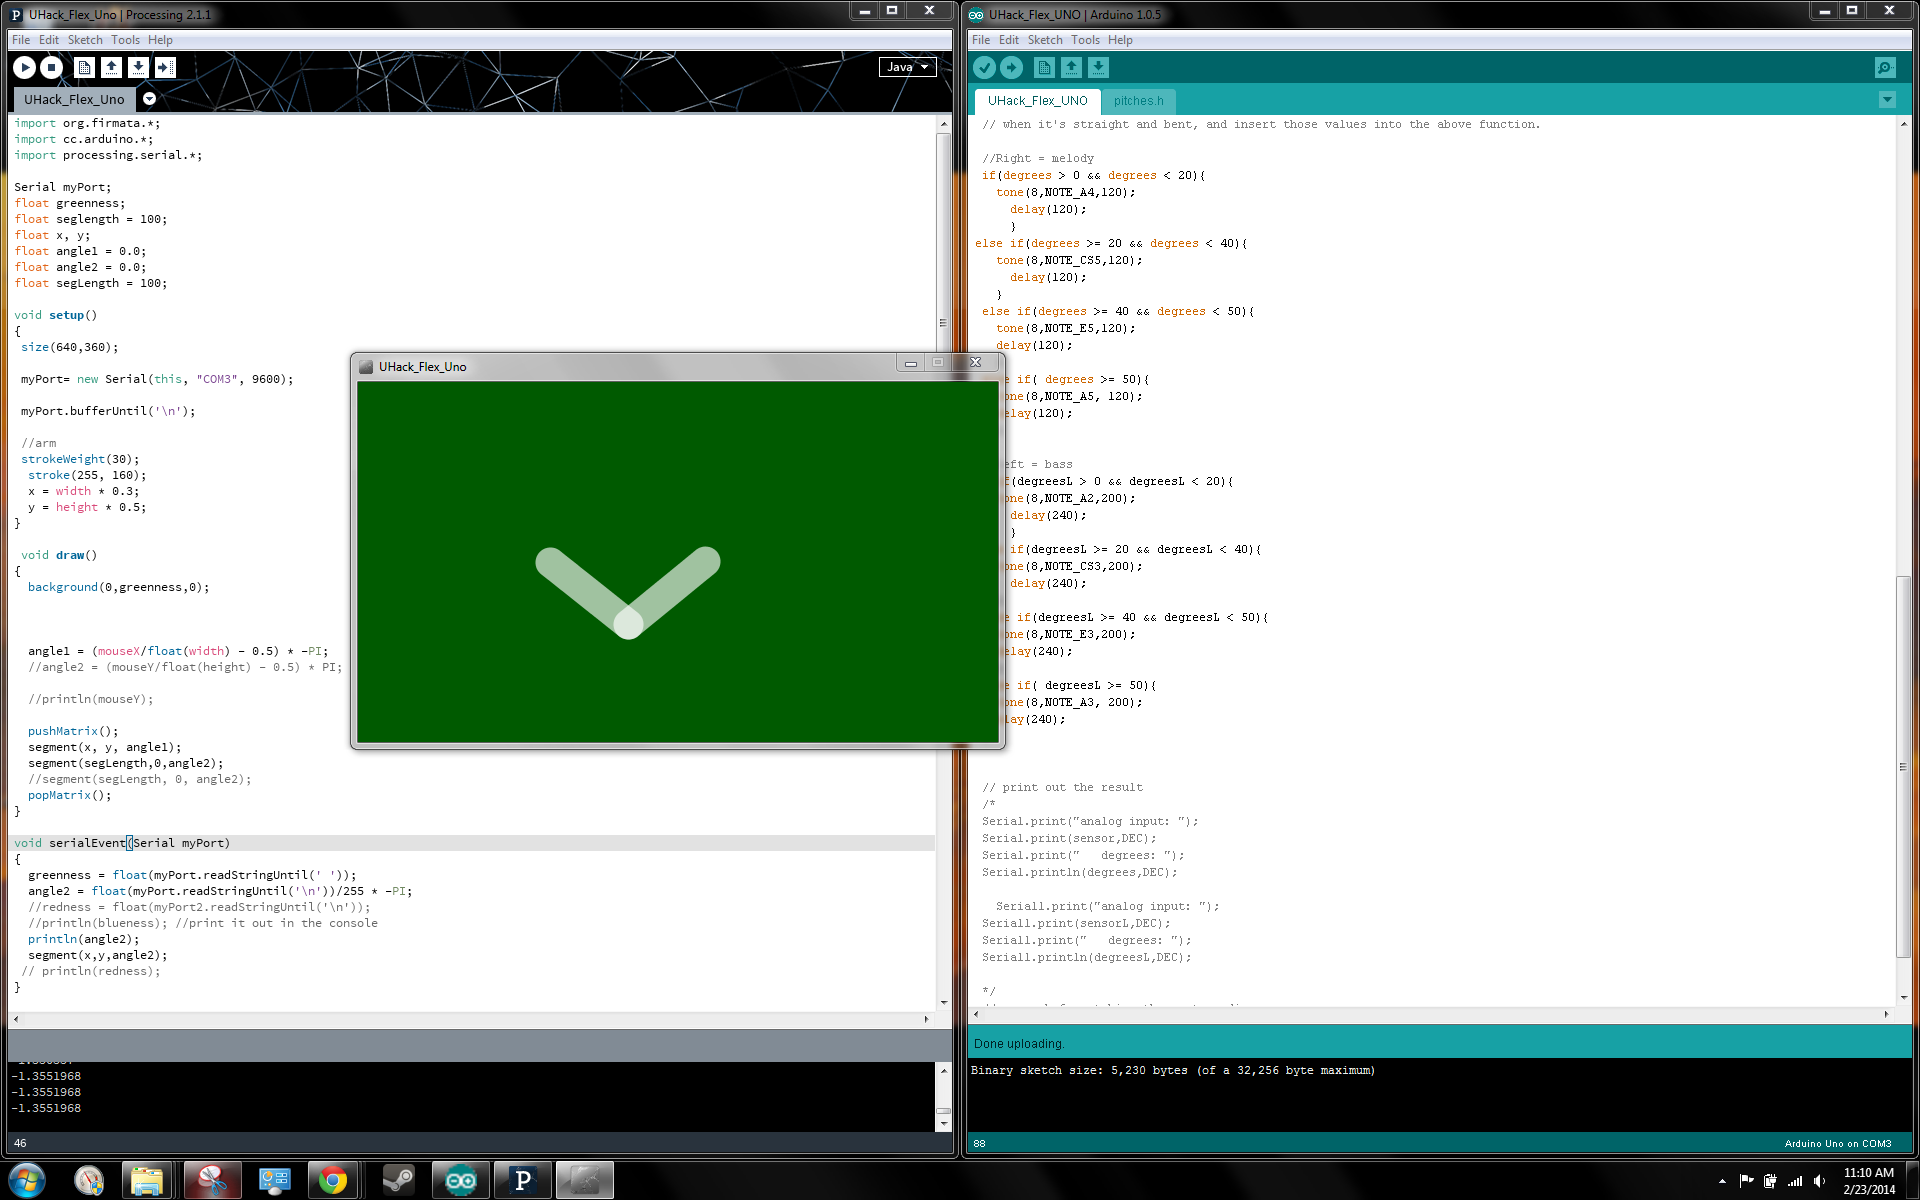 UHack_Flex_Uno | Processing 2.1.1
File Edit Sketch Tools Help
Java
UHack_Flex_Uno
import org.firmata.*;
import cc.arduino.*;
import processing.serial.*;
Serial myPort;
float greenness;
float seglength = 100;
float x, y;
float angle1 = 0.0;
float angle2 = 0.0;
float segLength = 100;
void setup()
{
size(640,360);
myPort= new Serial(this, "COM3", 9600);
myPort.bufferUntil('\n');
//arm
strokeWeight(30);
stroke(255, 160);
x = width * 0.3;
y = height * 0.5;
}
void draw()
{
background(0,greenness,0);
angle1 = (mouseX/float(width) - 0.5) * -PI;
//angle2 = (mouseY/float(height) - 0.5) * PI;
//println(mouseY);
pushMatrix();
segment(x, y, angle1);
segment(segLength,0,angle2);
//segment(segLength, 0, angle2);
popMatrix();
}
void serialEvent(Serial myPort)
{
greenness = float(myPort.readStringUntil(' '));
angle2 = float(myPort.readStringUntil('\n'))/255 * -PI;
//redness = float(myPort2.readStringUntil('\n'));
//println(blueness); //print it out in the console
println(angle2);
segment(x,y,angle2);
// println(redness);
}
-1.3551968
-1.3551968
-1.3551968
46
UHack_Flex_Uno
UHack_Flex_UNO | Arduino 1.0.5
File Edit Sketch Tools Help
UHack_Flex_UNO pitches.h
// when it's straight and bent, and insert those values into the above function.
//Right = melody
if(degrees > 0 && degrees < 20){
tone(8,NOTE_A4,120);
delay(120);
}
else if(degrees >= 20 && degrees < 40){
tone(8,NOTE_CS5,120);
delay(120);
}
else if(degrees >= 40 && degrees < 50){
tone(8,NOTE_E5,120);
delay(120);
e if( degrees >= 50){
one(8,NOTE_A5, 120);
elay(120);
eft = bass
f(degreesL > 0 && degreesL < 20){
one(8,NOTE_A2,200);
delay(240);
}
if(degreesL >= 20 && degreesL < 40){
one(8,NOTE_CS3,200);
delay(240);
e if(degreesL >= 40 && degreesL < 50){
one(8,NOTE_E3,200);
elay(240);
e if( degreesL >= 50){
one(8,NOTE_A3, 200);
lay(240);
// print out the result
/*
Serial.print("analog input: ");
Serial.print(sensor,DEC);
Serial.print("   degrees: ");
Serial.println(degrees,DEC);
Serial1.print("analog input: ");
Serial1.print(sensorL,DEC);
Serial1.print("   degrees: ");
Serial1.println(degreesL,DEC);
*/
Done uploading.
Binary sketch size: 5,230 bytes (of a 32,256 byte maximum)
88
Arduino Uno on COM3
11:10 AM
2/23/2014